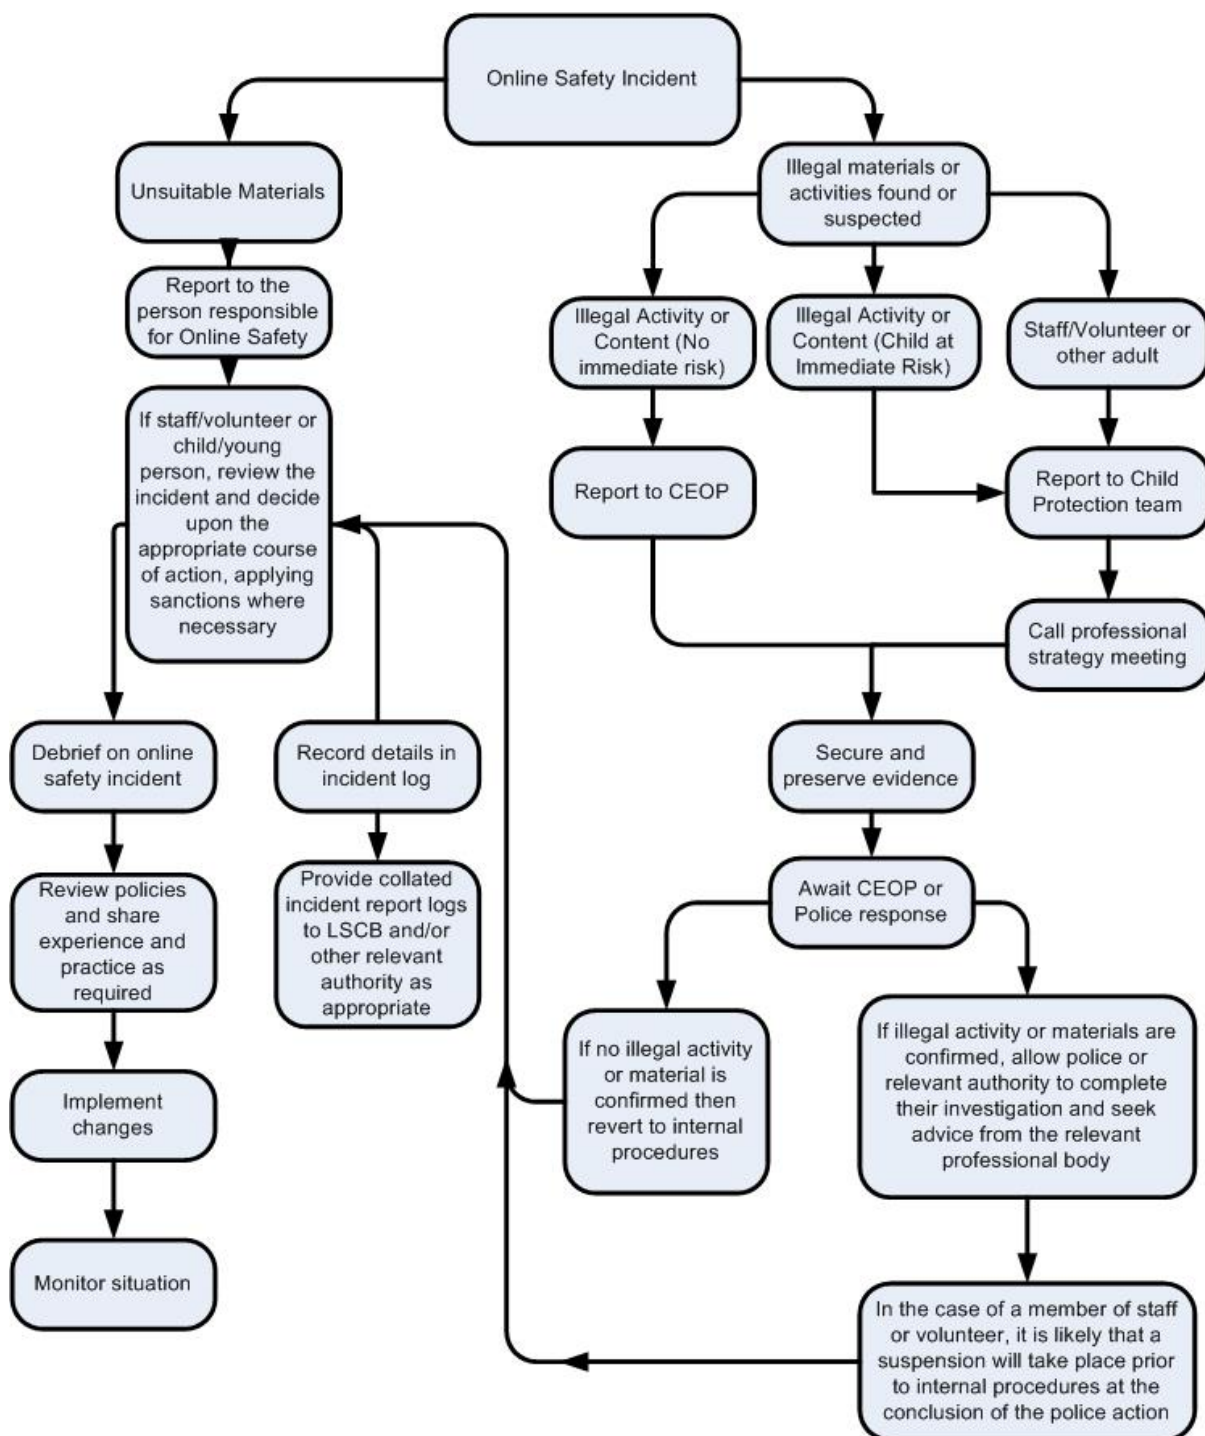 Online Safety Incident
Unsuitable Materials
Report to the
person responsible
for Online Safety
If staff/volunteer or
child/young
person, review the
incident and decide
upon the
appropriate course
of action, applying
sanctions where
necessary
Debrief on online
safety incident
Review policies
and share
experience and
practice as
required
Implement
changes
Monitor situation
Record details in
incident log
Provide collated
incident report logs
to LSCB and/or
other relevant
authority as
appropriate
Illegal materials or
activities found or
suspected
Illegal Activity or
Content (No
immediate risk)
Illegal Activity or
Content (Child at
Immediate Risk)
Staff/Volunteer or
other adult
Report to CEOP
Report to Child
Protection team
Call professional
strategy meeting
Secure and
preserve evidence
Await CEOP or
Police response
If no illegal activity
or material is
confirmed then
revert to internal
procedures
If illegal activity or materials are
confirmed, allow police or
relevant authority to complete
their investigation and seek
advice from the relevant
professional body
In the case of a member of staff
or volunteer, it is likely that a
suspension will take place prior
to internal procedures at the
conclusion of the police action